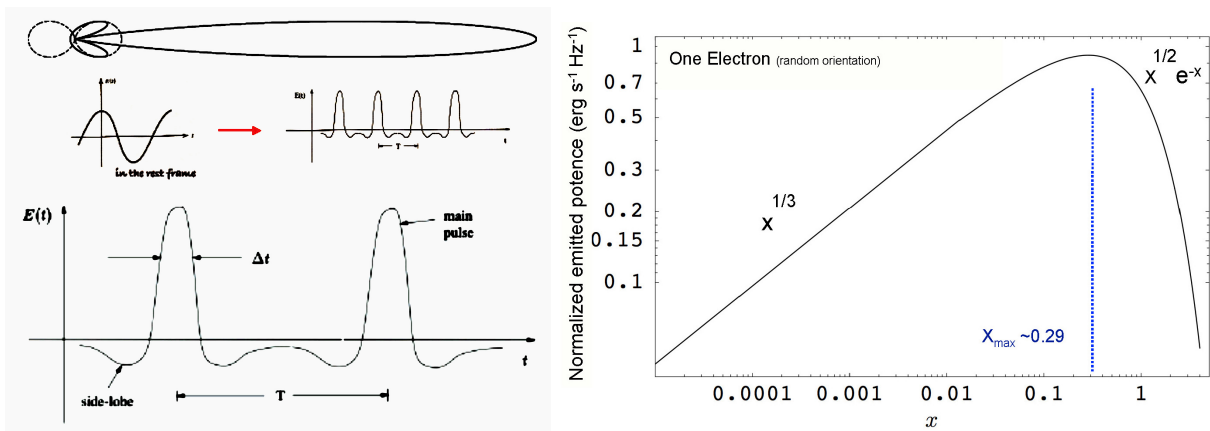 E(t)
t
in the rest frame
E(t)
T
t
E(t)
main
pulse
Δt
t
T
side-lobe
Normalized emitted potence (erg s⁻¹ Hz⁻¹)
1
0.7
0.5
0.3
0.2
0.15
0.1
One Electron (random orientation)
x^1/2 e^-x
x^1/3
X_max ~0.29
0.0001
0.001
0.01
0.1
1
x